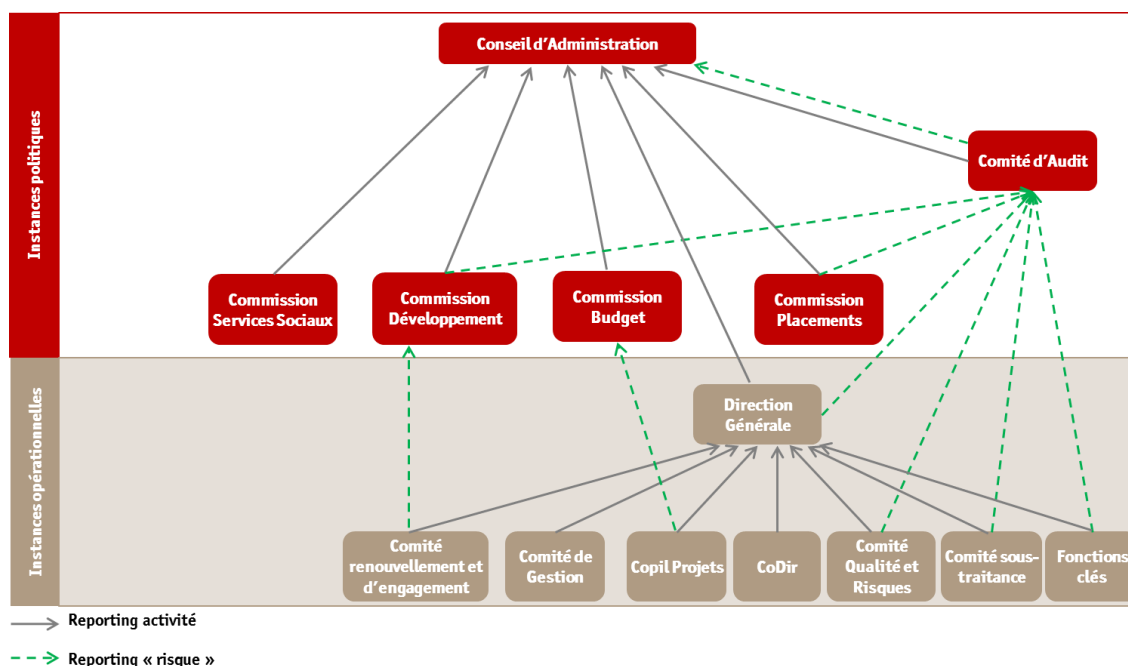 Conseil d'Administration
Instances politiques
Comité d'Audit
Commission
Services Sociaux
Commission
Développement
Commission
Budget
Commission
Placements
Instances opérationnelles
Direction
Générale
Comité
renouvellement et
d'engagement
Comité de
Gestion
Copil Projets
CoDir
Comité
Qualité et
Risques
Comité sous-
traitance
Fonctions
clés
Reporting activité
Reporting « risque »